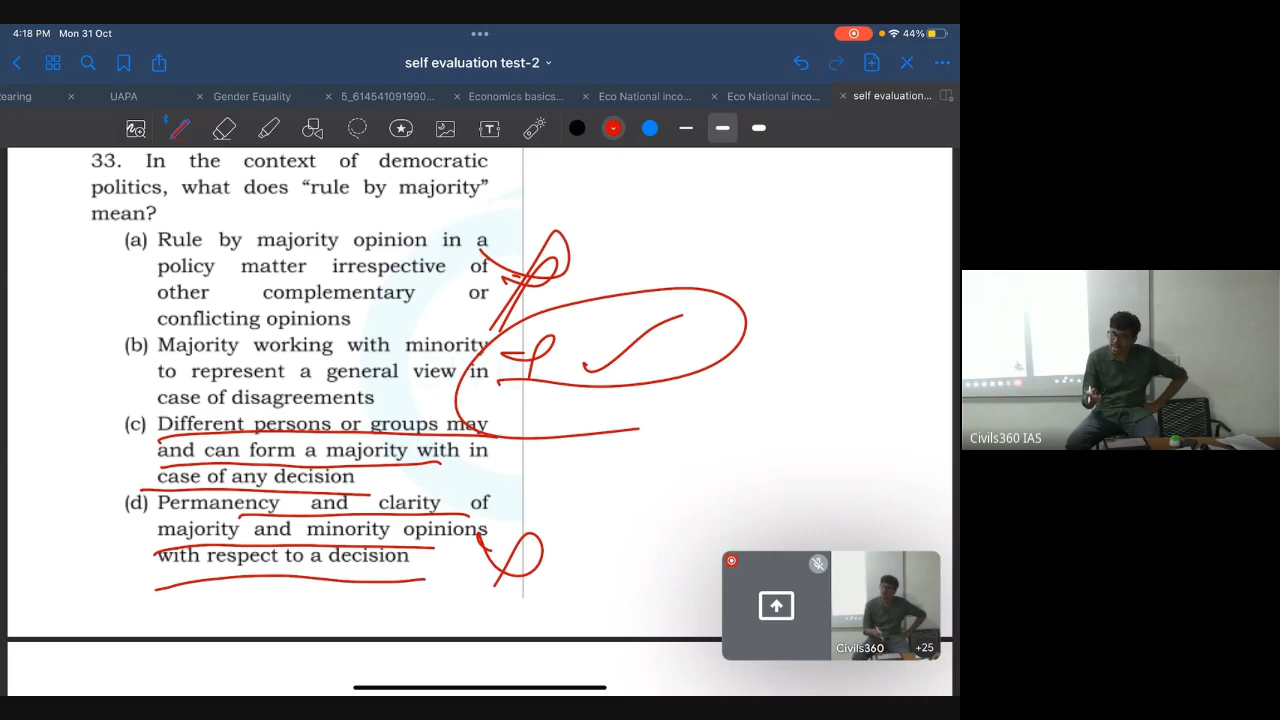 4:18 PM Mon 31 Oct
44%
self evaluation test-2
tearing
UAPA
Gender Equality
5_614541091990...
Economics basics...
Eco National inco...
Eco National inco...
self evaluation...
33. In the context of democratic
politics, what does “rule by majority”
mean?
(a) Rule by majority opinion in a
policy matter irrespective of
other complementary or
conflicting opinions
(b) Majority working with minority
to represent a general view in
case of disagreements
(c) Different persons or groups may
and can form a majority with in
case of any decision
(d) Permanency and clarity of
majority and minority opinions
with respect to a decision
Civils360 IAS
Civils360
+25